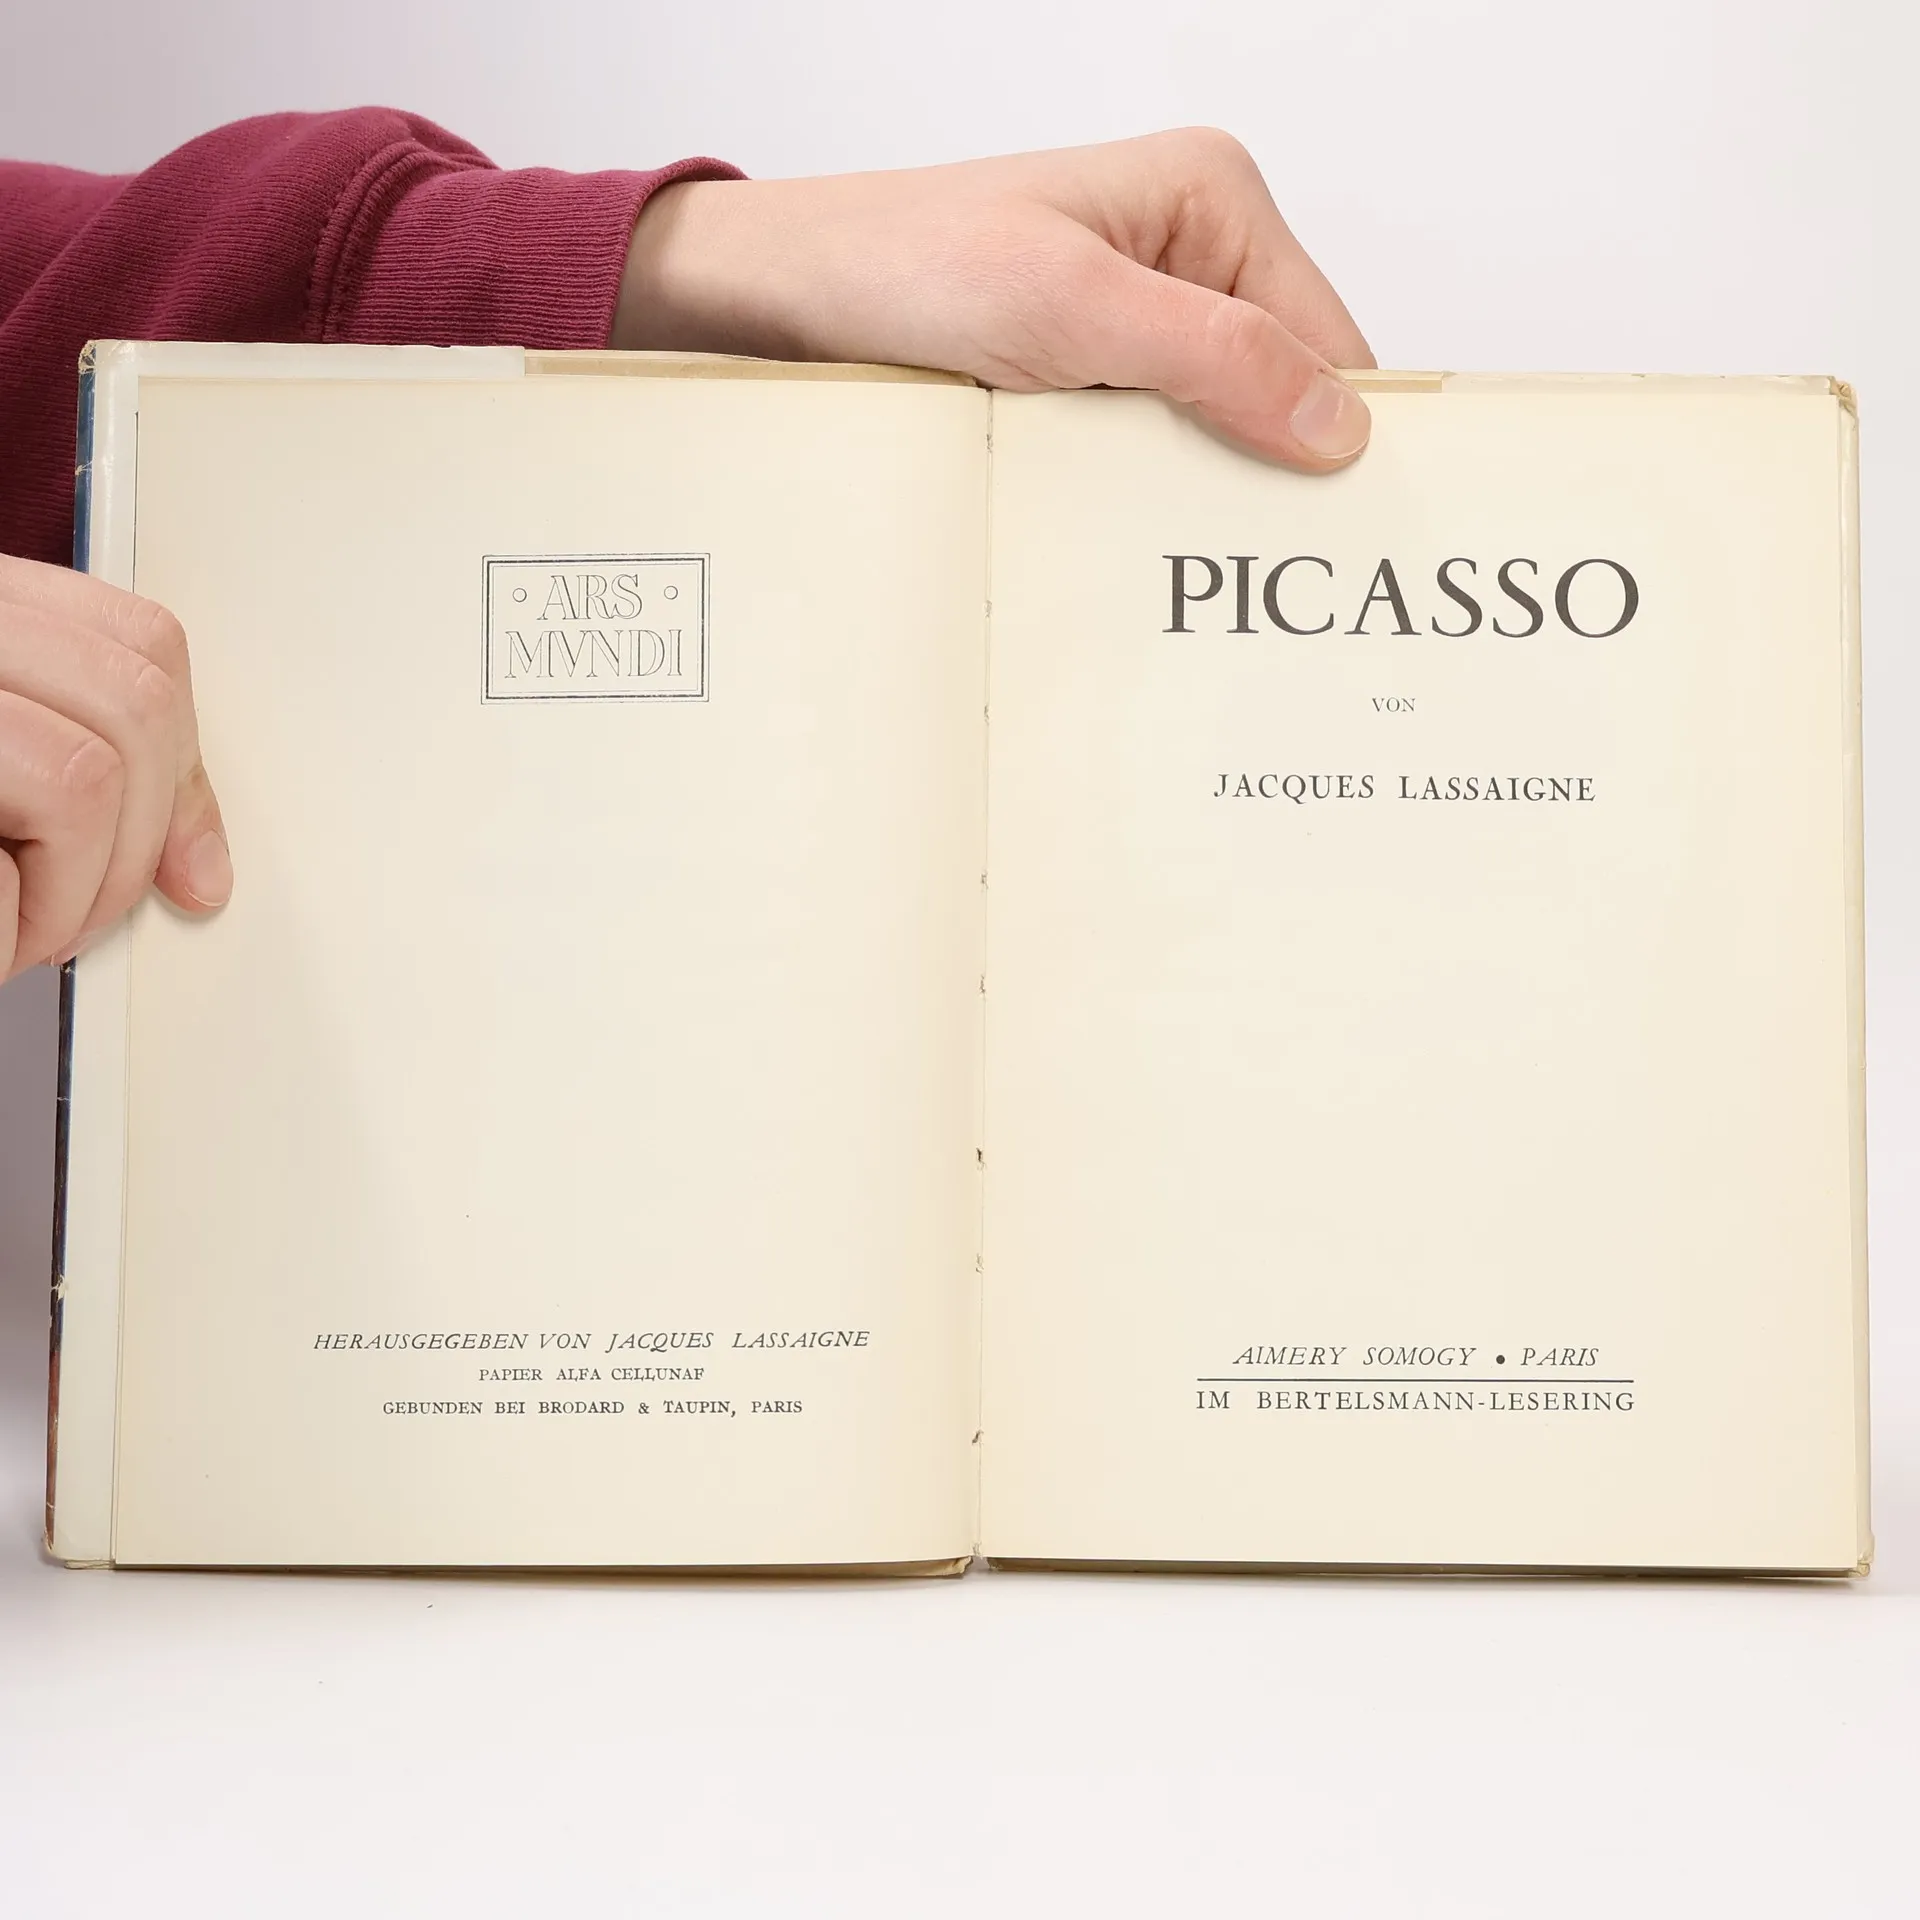 · ARS ·
MVNDI
HERAUSGEGEBEN VON JACQUES LASSAIGNE
PAPIER ALFA CELLUNAF
GEBUNDEN BEI BRODARD & TAUPIN, PARIS
PICASSO
VON
JACQUES LASSAIGNE
AIMERY SOMOGY • PARIS
IM BERTELSMANN-LESERING